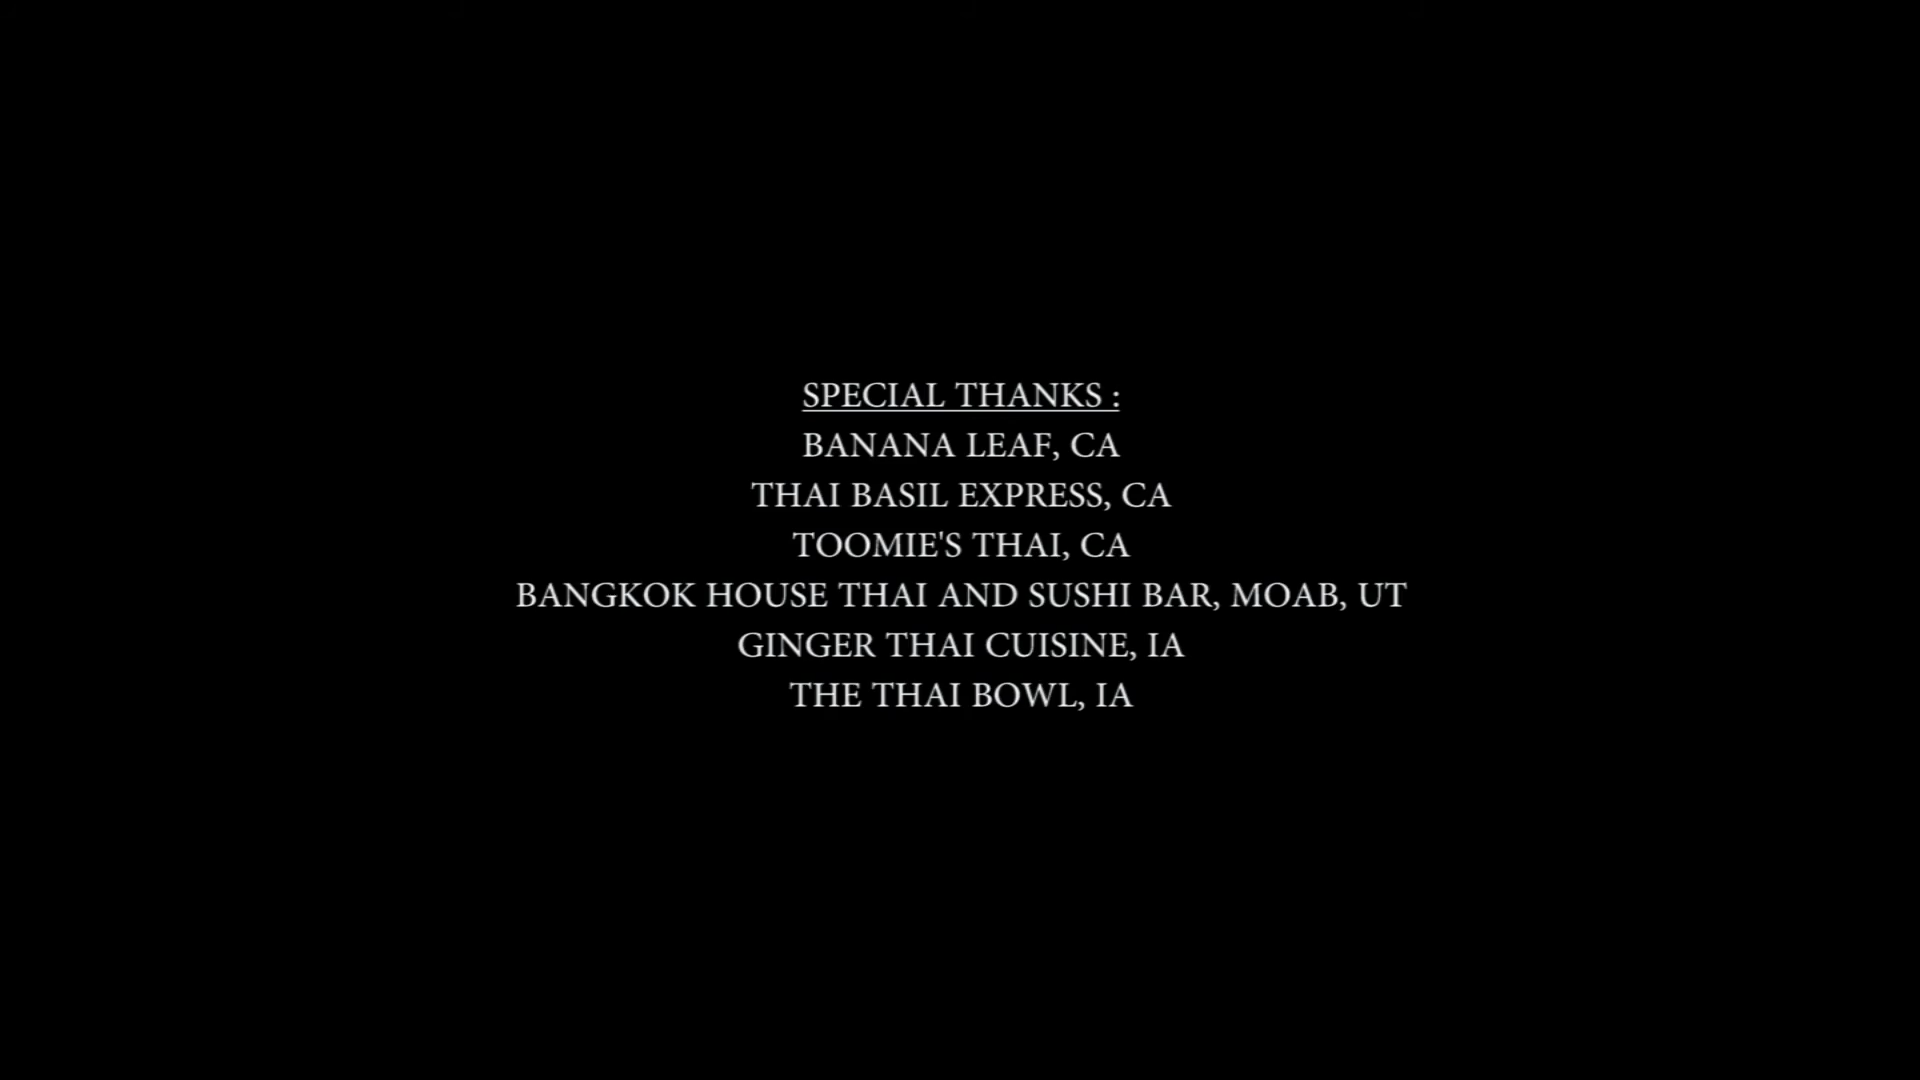 SPECIAL THANKS :
BANANA LEAF, CA
THAI BASIL EXPRESS, CA
TOOMIE'S THAI, CA
BANGKOK HOUSE THAI AND SUSHI BAR, MOAB, UT
GINGER THAI CUISINE, IA
THE THAI BOWL, IA